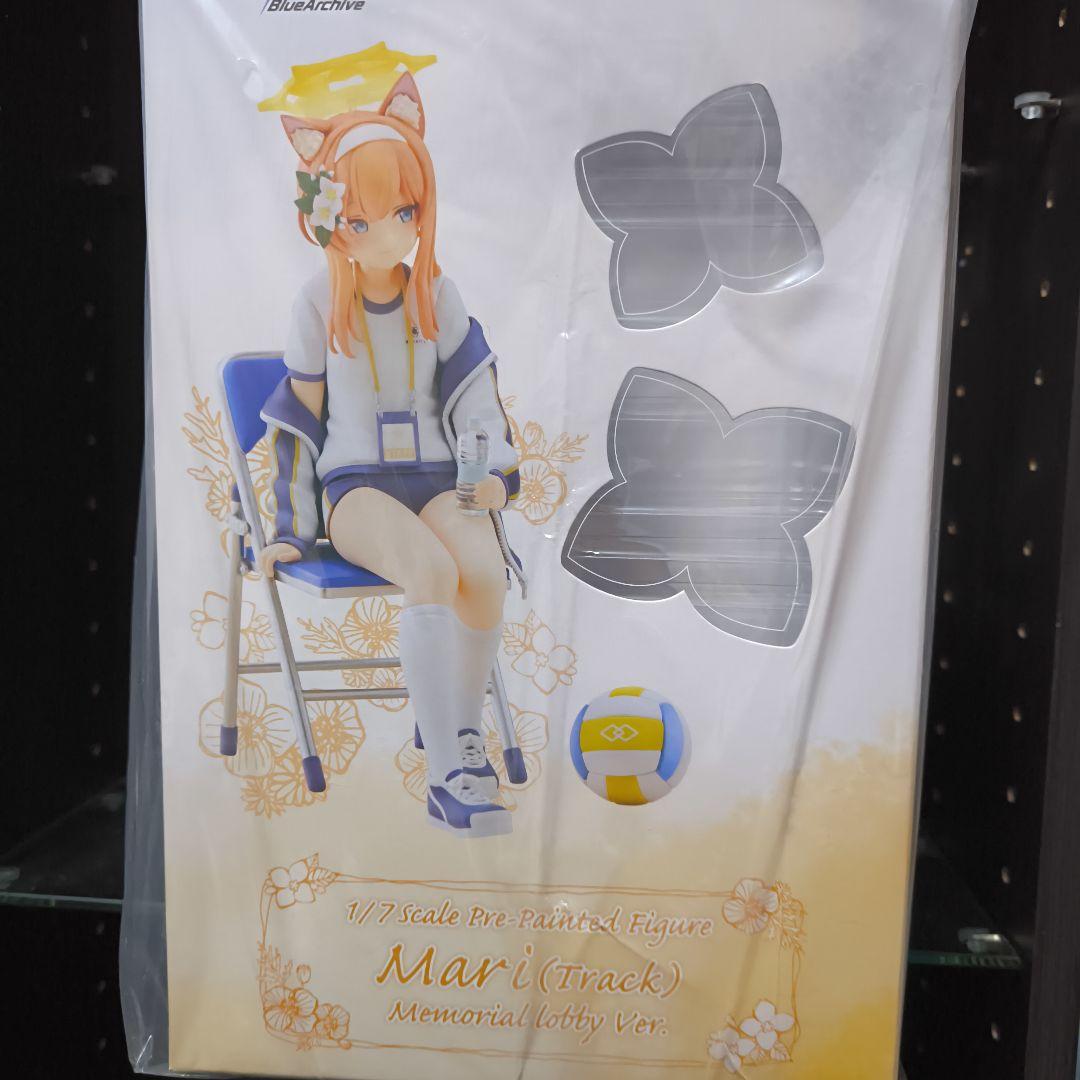 BlueArchive
1/7 Scale Pre-Painted Figure
Mari (Track)
Memorial lobby Ver.